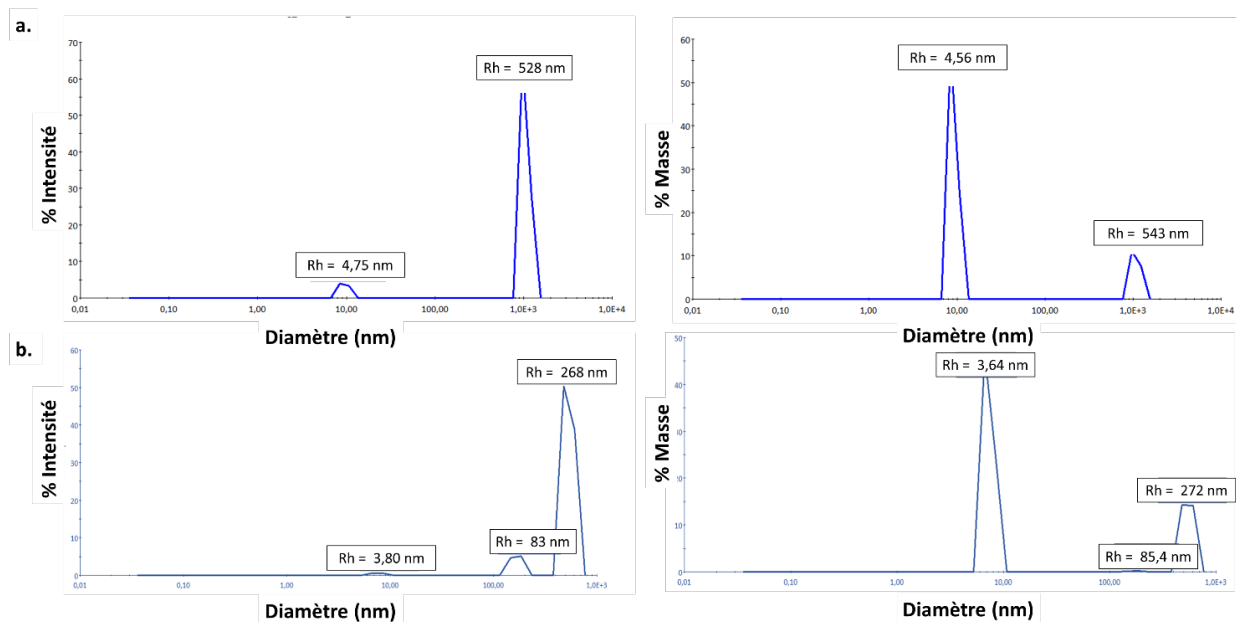 a.
% Intensité
70
60
50
40
30
20
10
0
Rh = 4,75 nm
Rh = 528 nm
0,01 0,10 1,00 10,00 100,00 1,0E+3 1,0E+4
Diamètre (nm)
% Masse
60
50
40
30
20
10
0
Rh = 4,56 nm
Rh = 543 nm
0,01 0,10 1,00 10,00 100,00 1,0E+3 1,0E+4
Diamètre (nm)
b.
% Intensité
60
50
40
30
20
10
0
Rh = 3,80 nm
Rh = 83 nm
Rh = 268 nm
0,01 0,10 1,00 10,00 100,00 1,0E+3
Diamètre (nm)
% Masse
50
40
30
20
10
0
Rh = 3,64 nm
Rh = 85,4 nm
Rh = 272 nm
0,01 0,10 1,00 10,00 100,00 1,0E+3
Diamètre (nm)